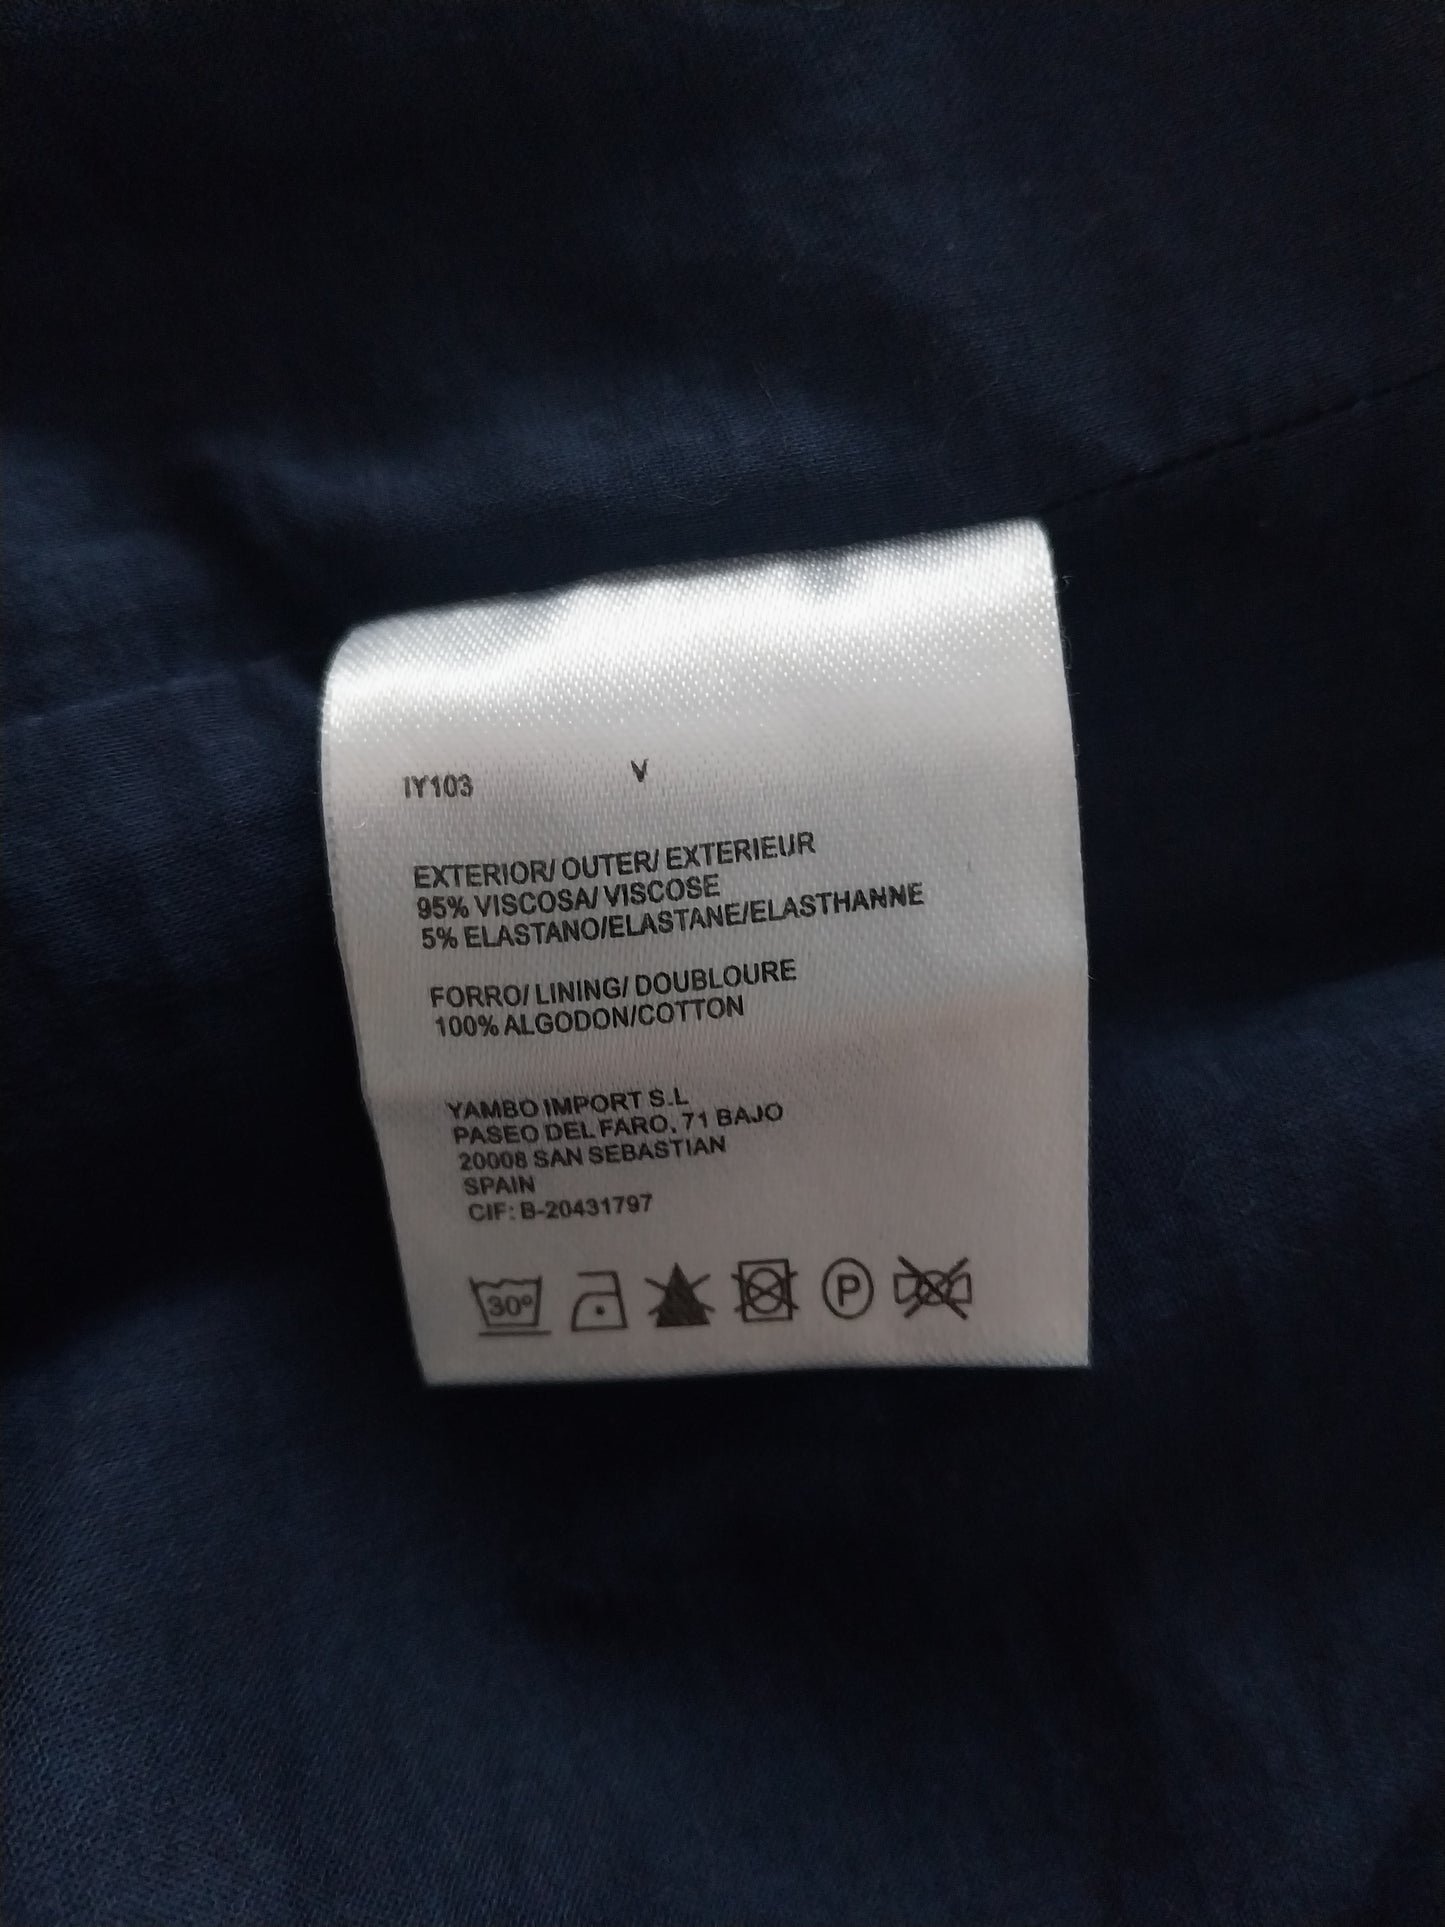 IY103 V
EXTERIOR/ OUTER/ EXTERIEUR
95% VISCOSA/ VISCOSE
5% ELASTANO/ELASTANE/ELASTHANNE
FORRO/ LINING/ DOUBLOURE
100% ALGODON/COTTON
YAMBO IMPORT S.L
PASEO DEL FARO, 71 BAJO
20008 SAN SEBASTIAN
SPAIN
CIF: B-20431797
30º P